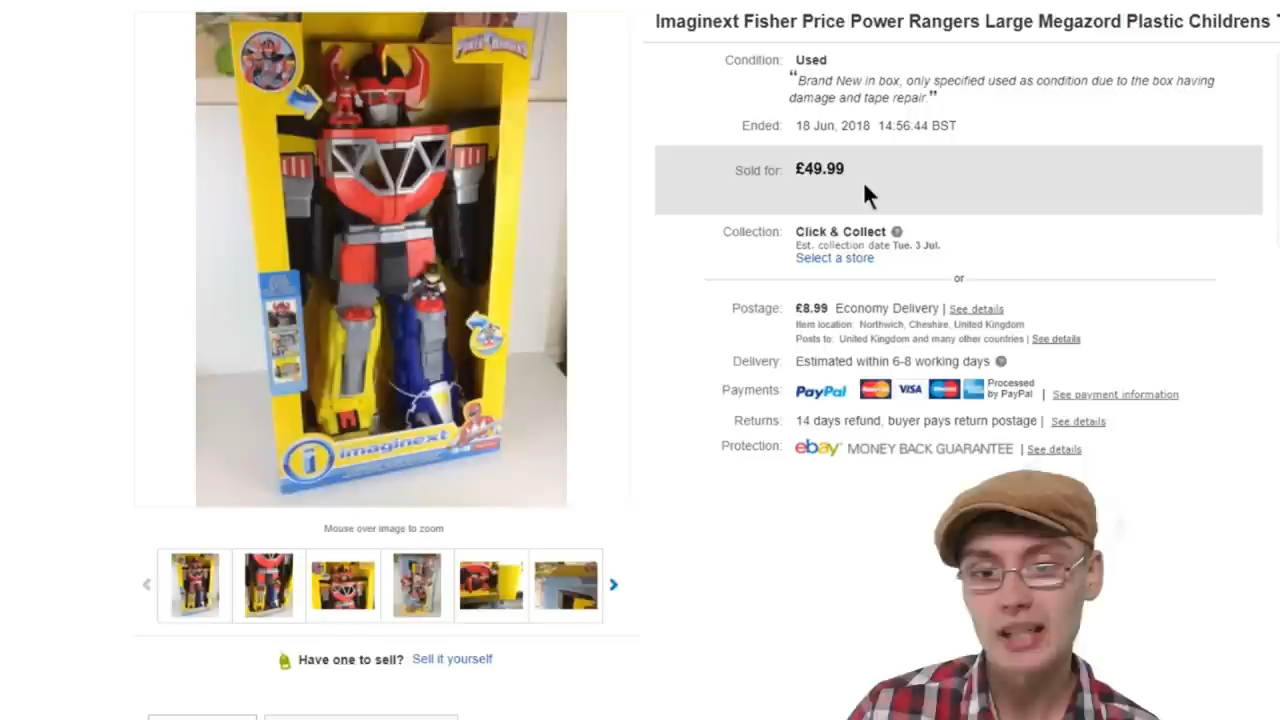 Imaginext Fisher Price Power Rangers Large Megazord Plastic Childrens
POWER RANGERS
imaginext
Condition: Used
“Brand New in box, only specified used as condition due to the box having
damage and tape repair.”
Ended: 18 Jun, 2018 14:56:44 BST
Sold for: £49.99
Collection: Click & Collect
Est. collection date Tue. 3 Jul.
Select a store
or
Postage: £8.99 Economy Delivery | See details
Item location: Northwich, Cheshire, United Kingdom
Posts to: United Kingdom and many other countries | See details
Delivery: Estimated within 6-8 working days
Payments: PayPal MasterCard VISA Maestro Processed
by PayPal | See payment information
Returns: 14 days refund, buyer pays return postage | See details
Protection: ebay MONEY BACK GUARANTEE | See details
Mouse over image to zoom
Have one to sell? Sell it yourself